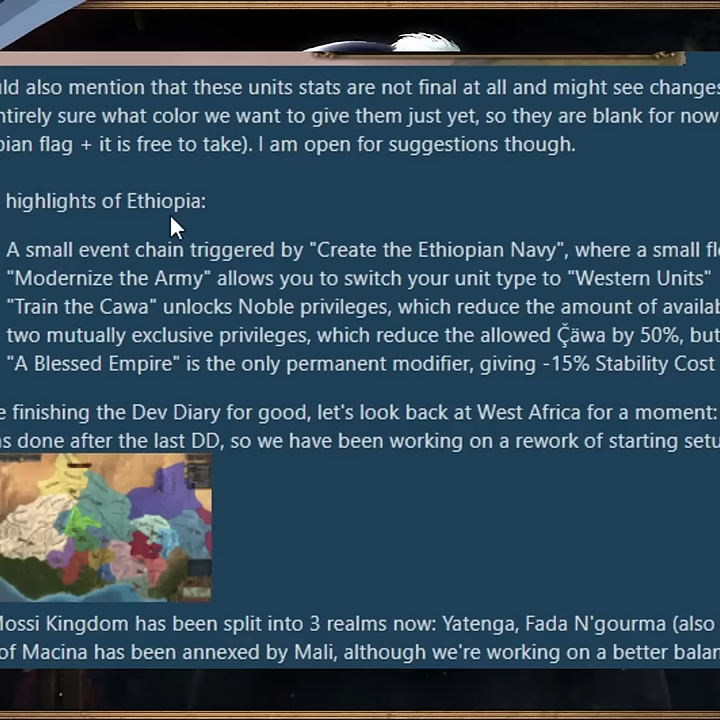 ld also mention that these units stats are not final at all and might see changes
ntirely sure what color we want to give them just yet, so they are blank for now
ian flag + it is free to take). I am open for suggestions though.
highlights of Ethiopia:
A small event chain triggered by "Create the Ethiopian Navy", where a small fl
"Modernize the Army" allows you to switch your unit type to "Western Units"
"Train the Cawa" unlocks Noble privileges, which reduce the amount of availab
two mutually exclusive privileges, which reduce the allowed Çäwa by 50%, but
"A Blessed Empire" is the only permanent modifier, giving -15% Stability Cost
e finishing the Dev Diary for good, let's look back at West Africa for a moment:
s done after the last DD, so we have been working on a rework of starting setu
Mossi Kingdom has been split into 3 realms now: Yatenga, Fada N'gourma (also
of Macina has been annexed by Mali, although we're working on a better balan